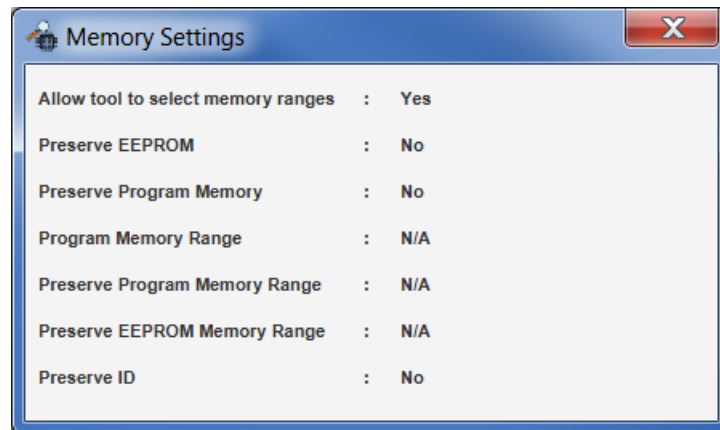 Memory Settings
Allow tool to select memory ranges : Yes
Preserve EEPROM : No
Preserve Program Memory : No
Program Memory Range : N/A
Preserve Program Memory Range : N/A
Preserve EEPROM Memory Range : N/A
Preserve ID : No